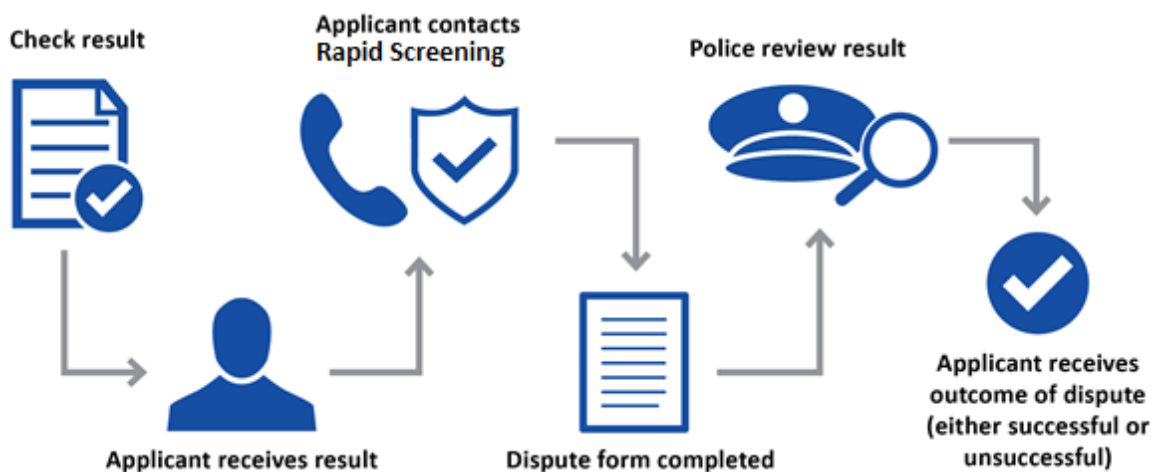 Check result
Applicant receives result
Applicant contacts
Rapid Screening
Dispute form completed
Police review result
Applicant receives
outcome of dispute
(either successful or
unsuccessful)